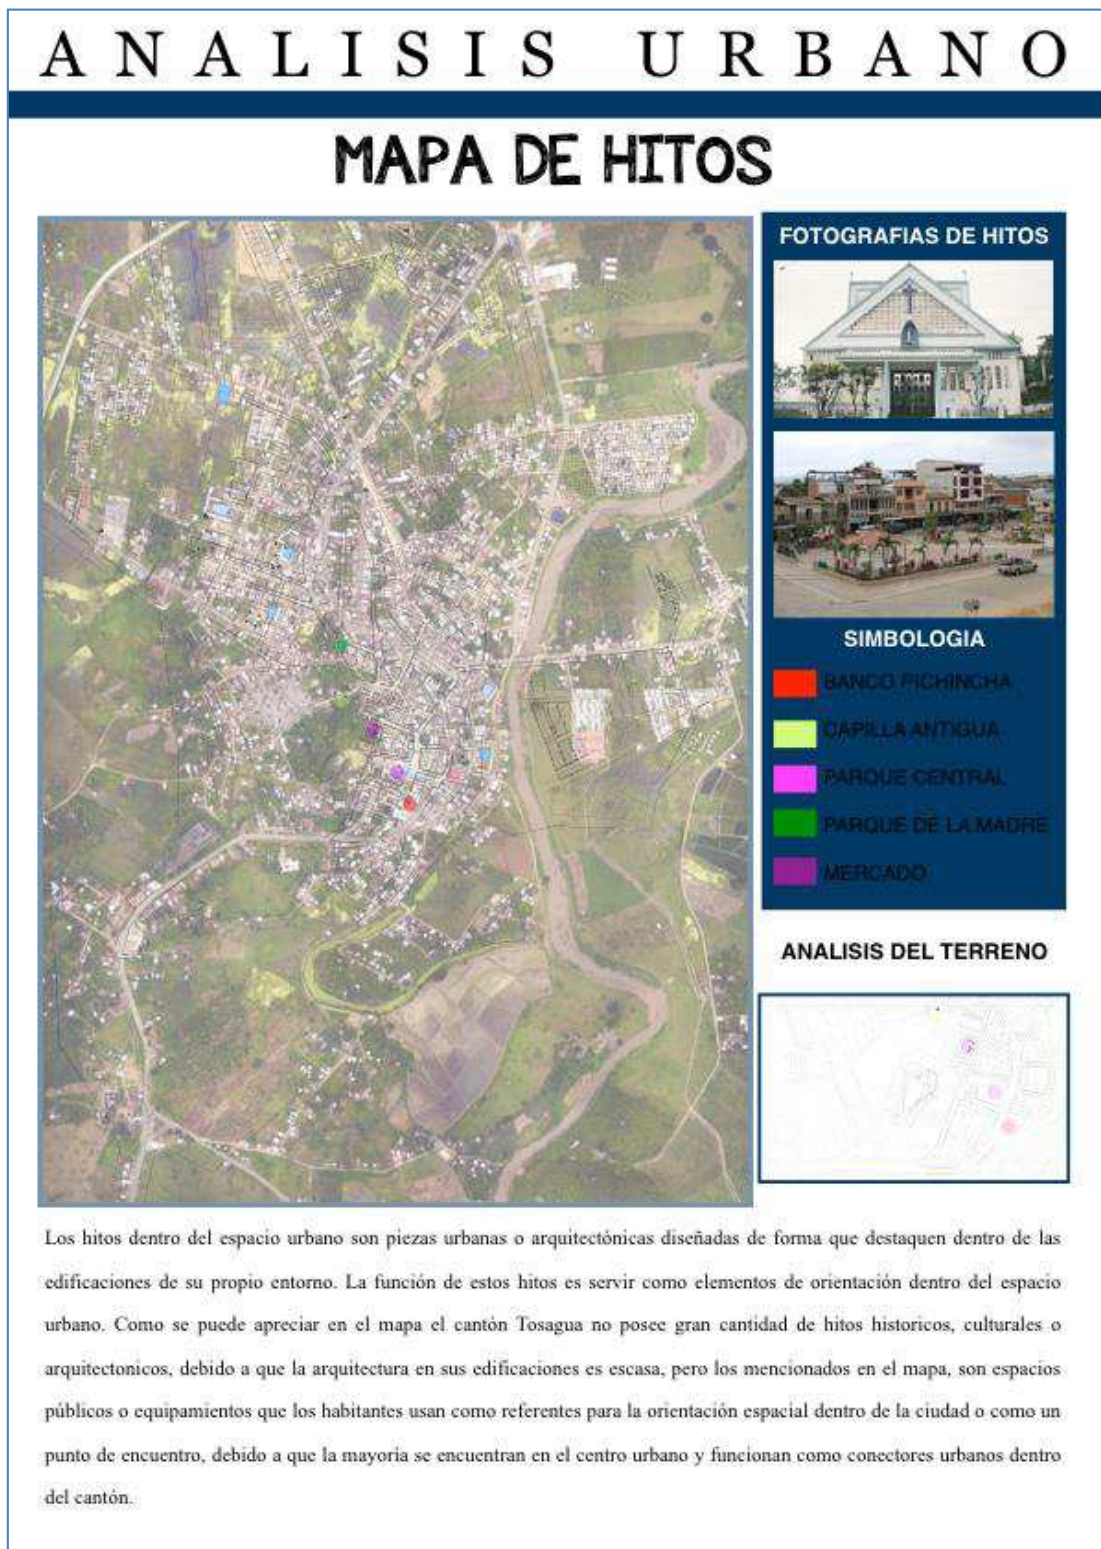 ANALISIS URBANO
MAPA DE HITOS
FOTOGRAFIAS DE HITOS
SIMBOLOGIA
BANCO PICHINCHA
CAPILLA ANTIGUA
PARQUE CENTRAL
PARQUE DE LA MADRE
MERCADO
ANALISIS DEL TERRENO
Los hitos dentro del espacio urbano son piezas urbanas o arquitectónicas diseñadas de forma que destaquen dentro de las
edificaciones de su propio entorno. La función de estos hitos es servir como elementos de orientación dentro del espacio
urbano. Como se puede apreciar en el mapa el cantón Tosagua no posee gran cantidad de hitos historicos, culturales o
arquitectonicos, debido a que la arquitectura en sus edificaciones es escasa, pero los mencionados en el mapa, son espacios
públicos o equipamientos que los habitantes usan como referentes para la orientación espacial dentro de la ciudad o como un
punto de encuentro, debido a que la mayoría se encuentran en el centro urbano y funcionan como conectores urbanos dentro
del cantón.